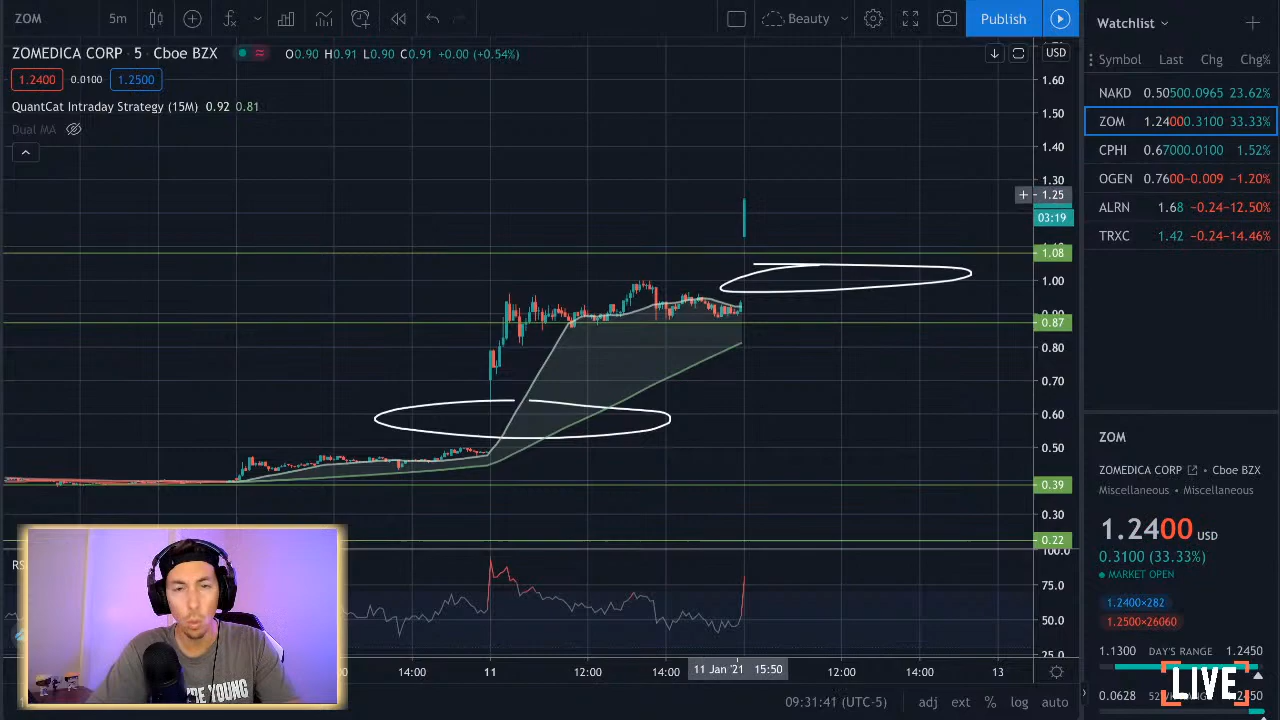 ZOM 5m Beauty Publish
ZOMEDICA CORP · 5 · Cboe BZX O0.90 H0.91 L0.90 C0.91 +0.00 (+0.54%)
1.2400 0.0100 1.2500
QuantCat Intraday Strategy (15M) 0.92 0.81
Dual MA
USD
1.60
1.50
1.40
1.30
1.25
03:19
1.08
1.00
0.87
0.80
0.70
0.60
0.50
0.39
0.30
0.22
100.0
75.0
50.0
25.0
RS
14:00 11 12:00 14:00 11 Jan '21 15:50 12:00 14:00 13
09:31:41 (UTC-5) adj ext % log auto
Watchlist
Symbol Last Chg Chg%
NAKD 0.50500.0965 23.62%
ZOM 1.24000.3100 33.33%
CPHI 0.67000.0100 1.52%
OGEN 0.7600−0.009 −1.20%
ALRN 1.68 −0.24−12.50%
TRXC 1.42 −0.24−14.46%
ZOM
ZOMEDICA CORP · Cboe BZX
Miscellaneous · Miscellaneous
1.2400 USD
0.3100 (33.33%)
MARKET OPEN
1.2400×282
1.2500×26060
1.1300 DAY'S RANGE 1.2450
0.0628
LIVE